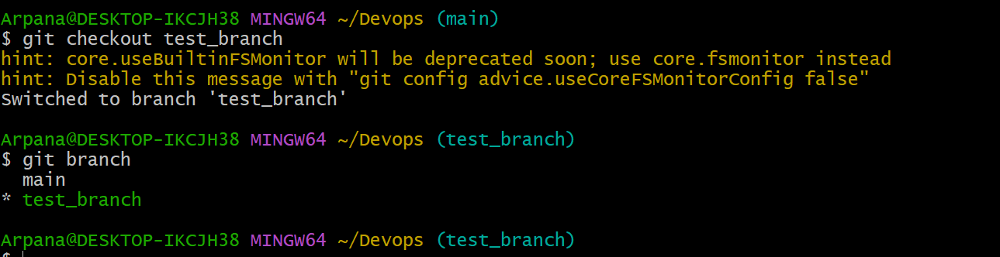 Arpana@DESKTOP-IKCJH38 MINGW64 ~/Devops (main)
$ git checkout test_branch
hint: core.useBuiltinFSMonitor will be deprecated soon; use core.fsmonitor instead
hint: Disable this message with "git config advice.useCoreFSMonitorConfig false"
Switched to branch 'test_branch'
Arpana@DESKTOP-IKCJH38 MINGW64 ~/Devops (test_branch)
$ git branch
  main
* test_branch
Arpana@DESKTOP-IKCJH38 MINGW64 ~/Devops (test_branch)
$